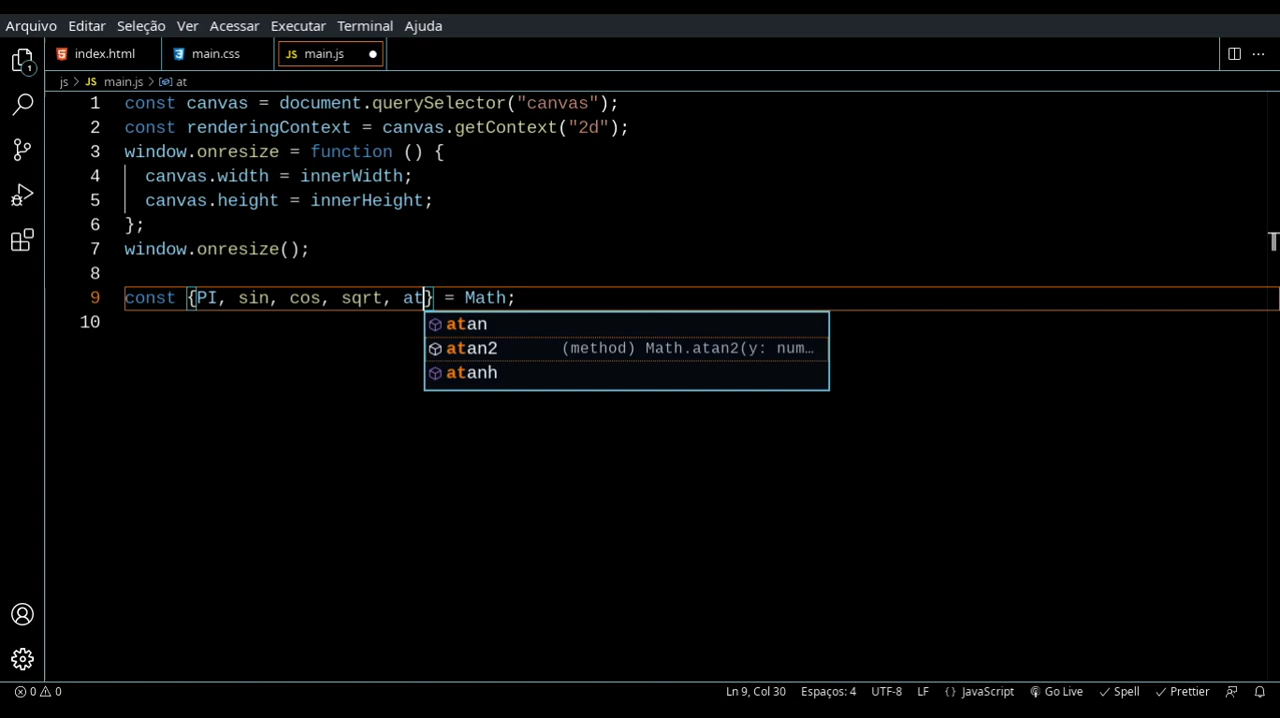 Arquivo Editar Seleção Ver Acessar Executar Terminal Ajuda
1
index.html
main.css
JS main.js
js > JS main.js > at
1 const canvas = document.querySelector("canvas");
2 const renderingContext = canvas.getContext("2d");
3 window.onresize = function () {
4 canvas.width = innerWidth;
5 canvas.height = innerHeight;
6 };
7 window.onresize();
8
9 const {PI, sin, cos, sqrt, at} = Math;
10
atan
atan2 (method) Math.atan2(y: num…
atanh
0 0 Ln 9, Col 30 Espaços: 4 UTF-8 LF {} JavaScript Go Live Spell Prettier